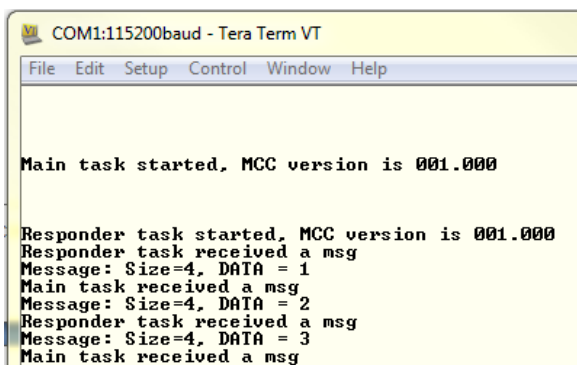 COM1:115200baud - Tera Term VT
File Edit Setup Control Window Help
Main task started, MCC version is 001.000
Responder task started, MCC version is 001.000
Responder task received a msg
Message: Size=4, DATA = 1
Main task received a msg
Message: Size=4, DATA = 2
Responder task received a msg
Message: Size=4, DATA = 3
Main task received a msg